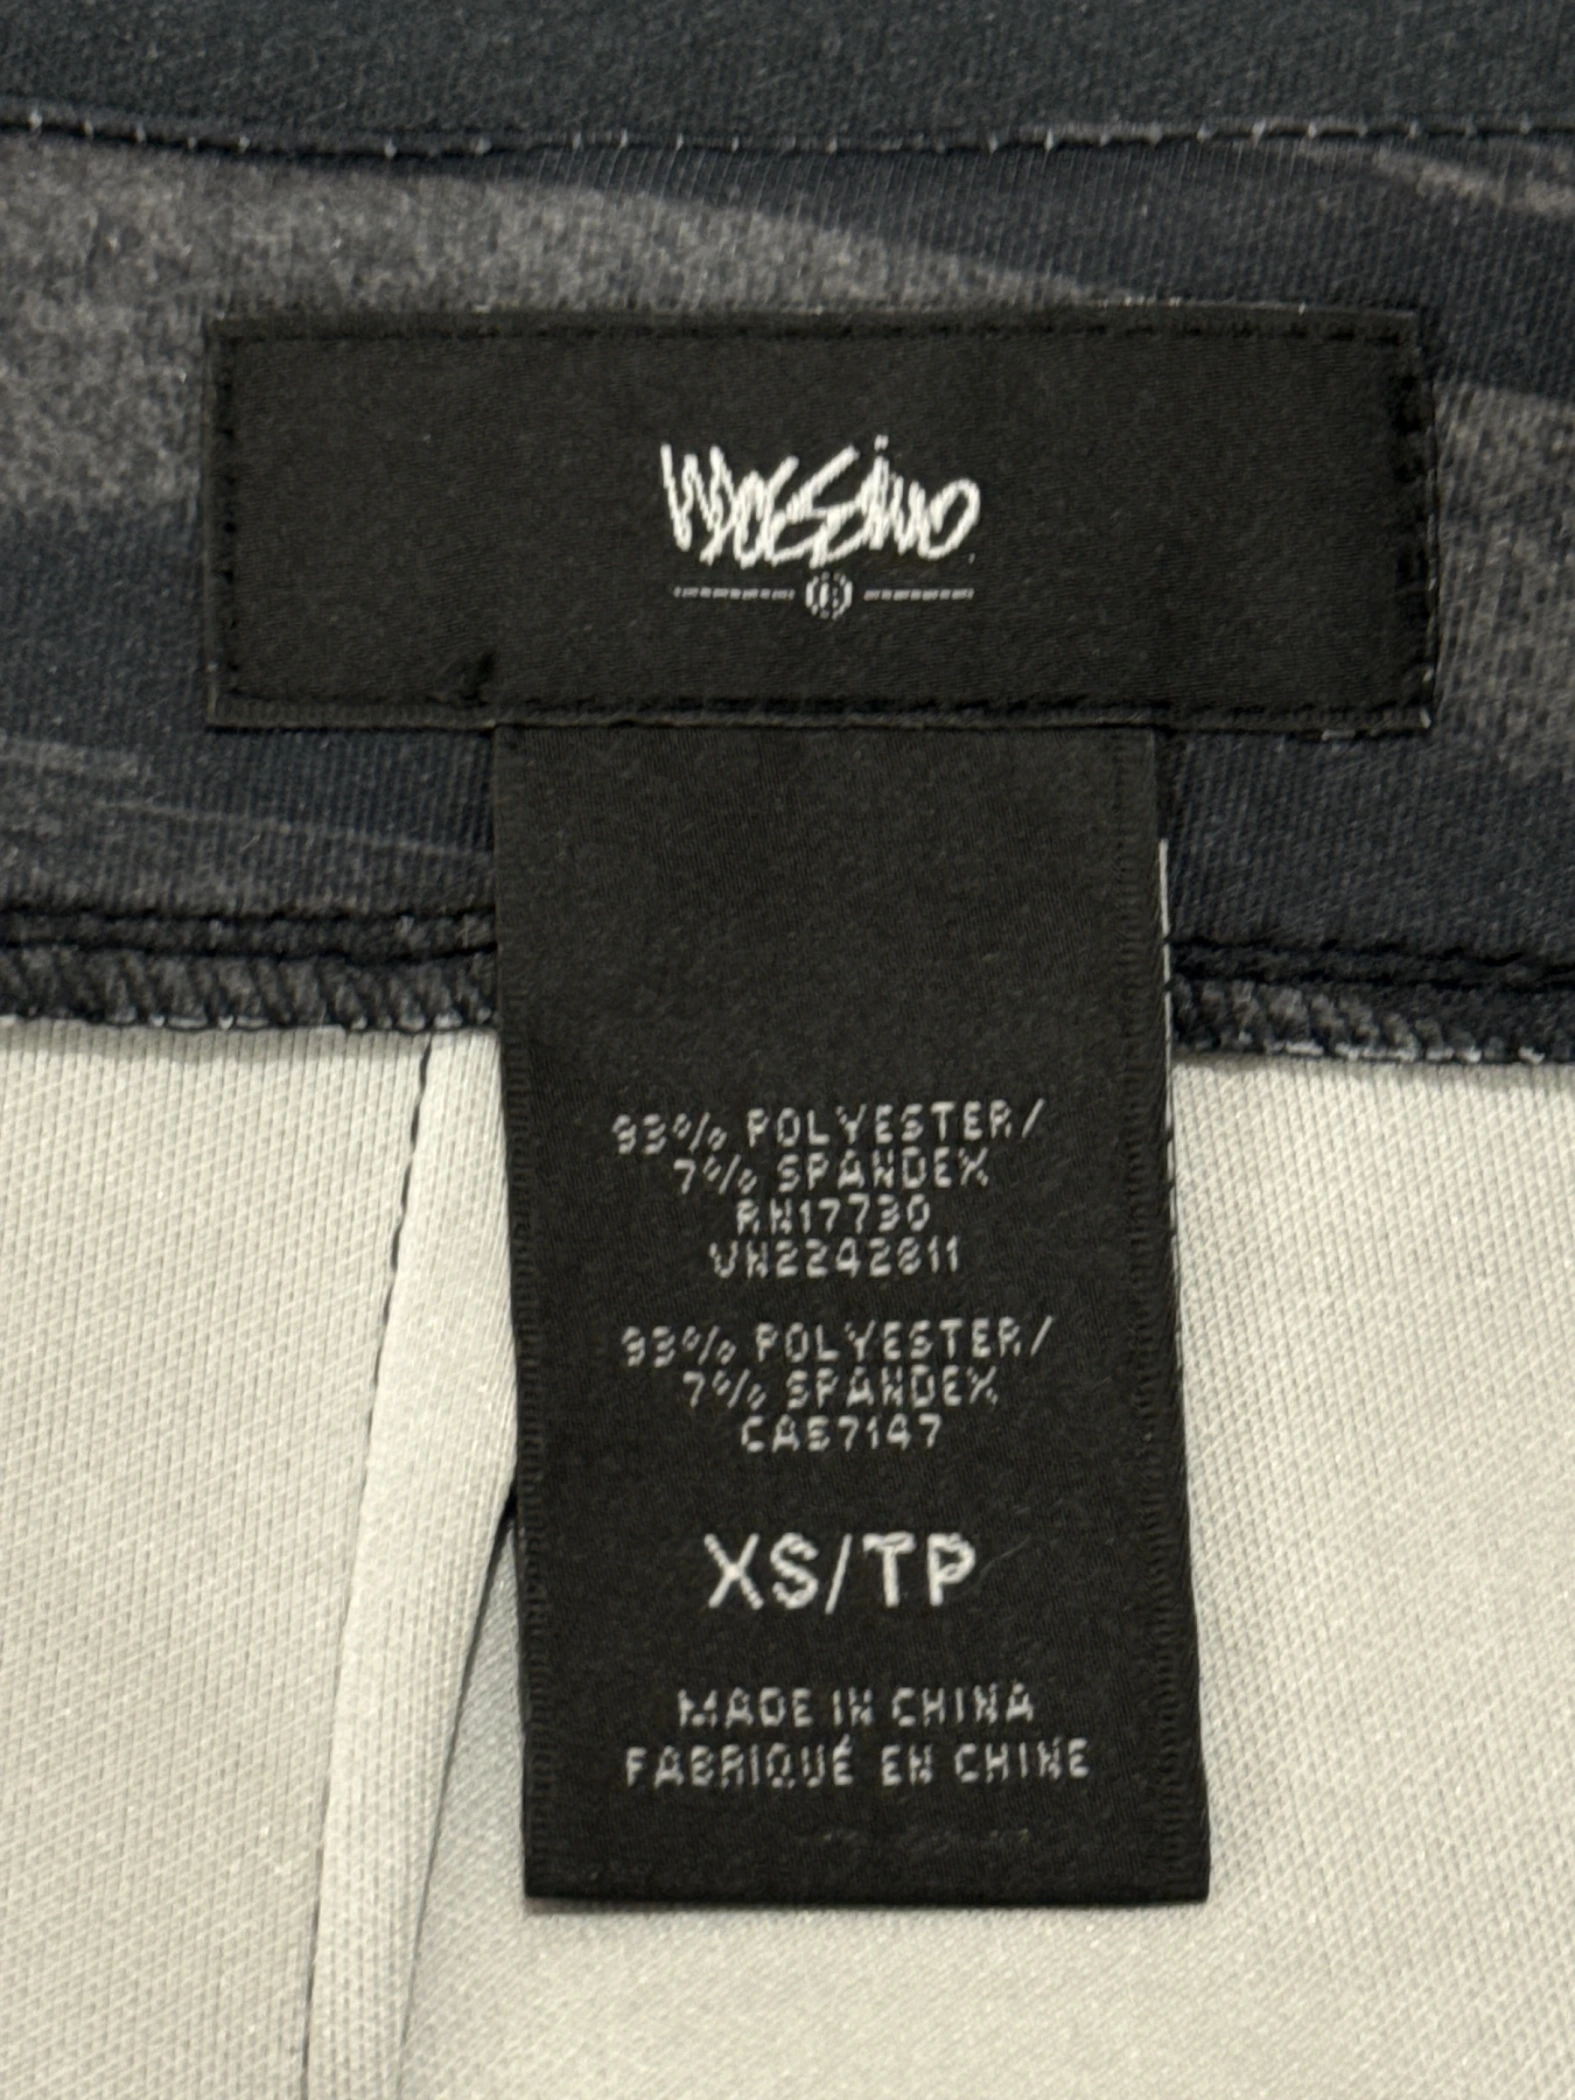 Mossimo
93% POLYESTER/
7% SPANDEX
RN17730
VN2242811
93% POLYESTER/
7% SPANDEX
CA57147
XS/TP
MADE IN CHINA
FABRIQUÉ EN CHINE